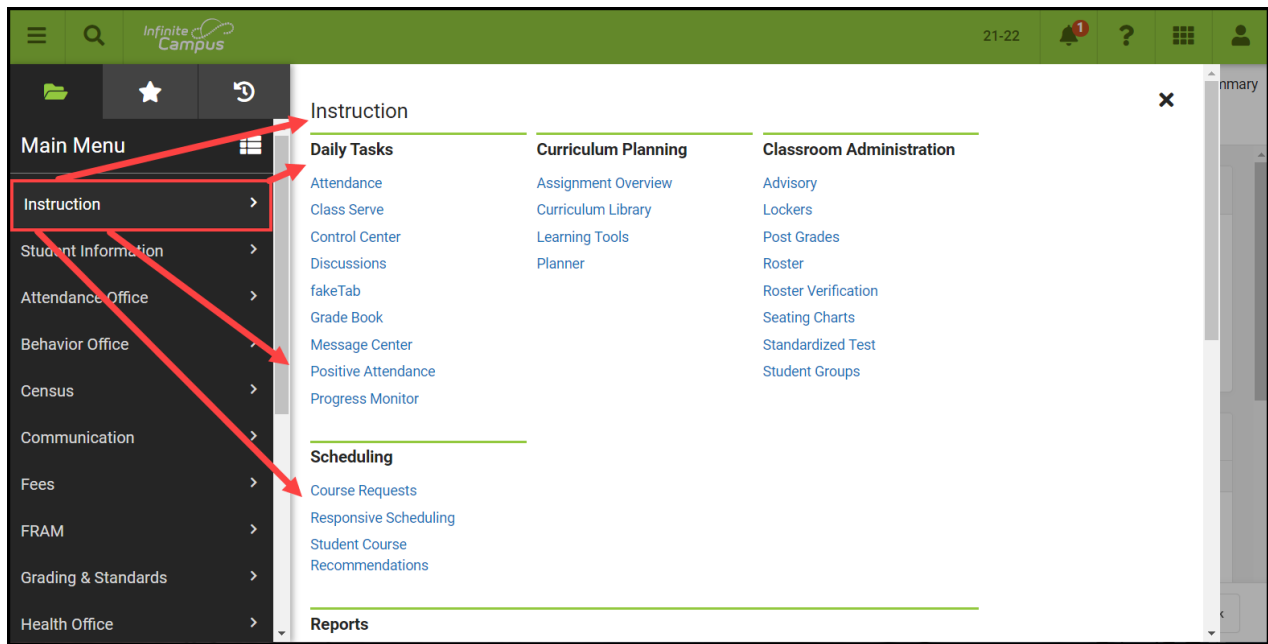 Infinite
Campus
21-22
1
?
mmary
Main Menu
Instruction
Student Information
Attendance Office
Behavior Office
Census
Communication
Fees
FRAM
Grading & Standards
Health Office
Instruction
Daily Tasks
Attendance
Class Serve
Control Center
Discussions
fakeTab
Grade Book
Message Center
Positive Attendance
Progress Monitor
Curriculum Planning
Assignment Overview
Curriculum Library
Learning Tools
Planner
Classroom Administration
Advisory
Lockers
Post Grades
Roster
Roster Verification
Seating Charts
Standardized Test
Student Groups
Scheduling
Course Requests
Responsive Scheduling
Student Course
Recommendations
Reports